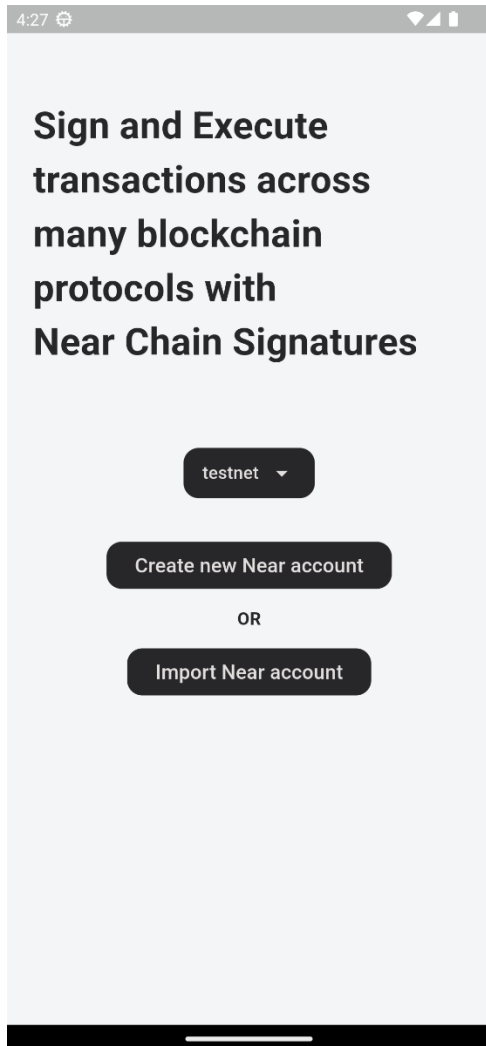 4:27
Sign and Execute
transactions across
many blockchain
protocols with
Near Chain Signatures
testnet
Create new Near account
OR
Import Near account